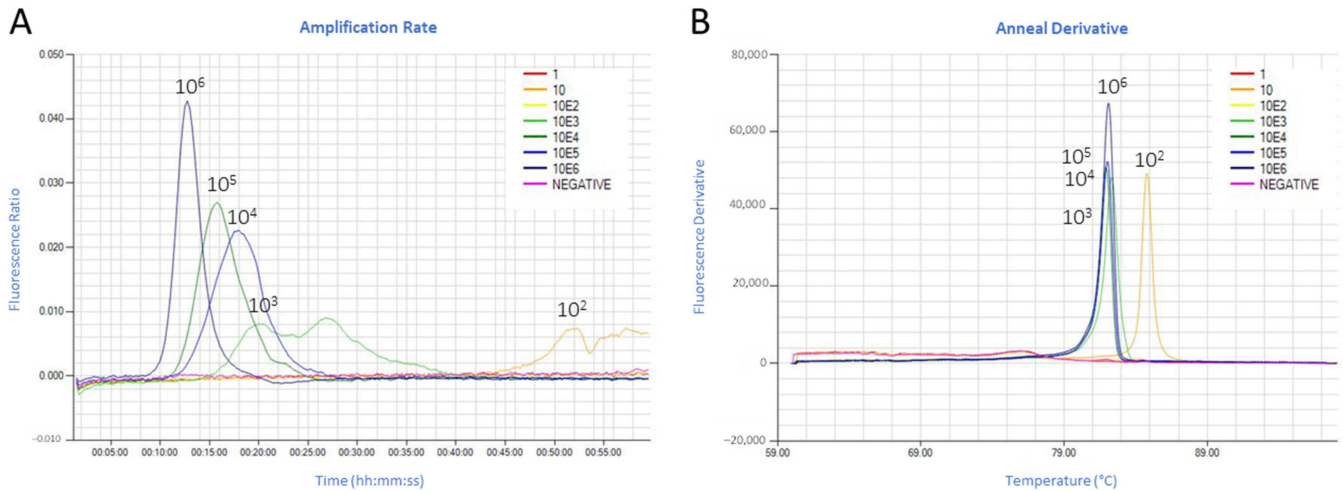 A
Amplification Rate
0.050
0.040
0.030
0.020
0.010
0.000
−0.010
Fluorescence Ratio
10⁶
10⁵
10⁴
10³
10²
1
10
10E2
10E3
10E4
10E5
10E6
NEGATIVE
00:05:00 00:10:00 00:15:00 00:20:00 00:25:00 00:30:00 00:35:00 00:40:00 00:45:00 00:50:00 00:55:00
Time (hh:mm:ss)
B
Anneal Derivative
80,000
60,000
40,000
20,000
0
−20,000
Fluorescence Derivative
10⁶
10⁵
10⁴
10³
10²
1
10
10E2
10E3
10E4
10E5
10E6
NEGATIVE
59:00 69:00 79:00 89:00
Temperature (°C)